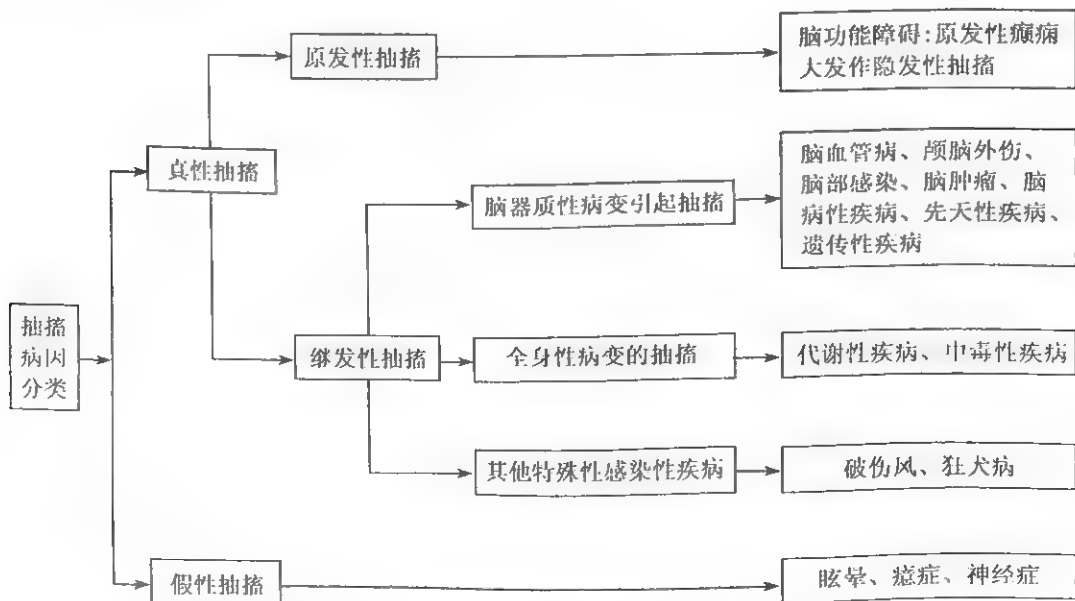 原发性抽搐
脑功能障碍:原发性癫痫
大发作隐发性抽搐
真性抽搐
脑血管病、颅脑外伤、
脑部感染、脑肿瘤、脑
病性疾病、先天性疾病、
遗传性疾病
脑器质性病变引起抽搐
抽搐
病因
分类
继发性抽搐
全身性病变的抽搐
代谢性疾病、中毒性疾病
其他特殊性感染性疾病
破伤风、狂犬病
假性抽搐
眩晕、癔症、神经症